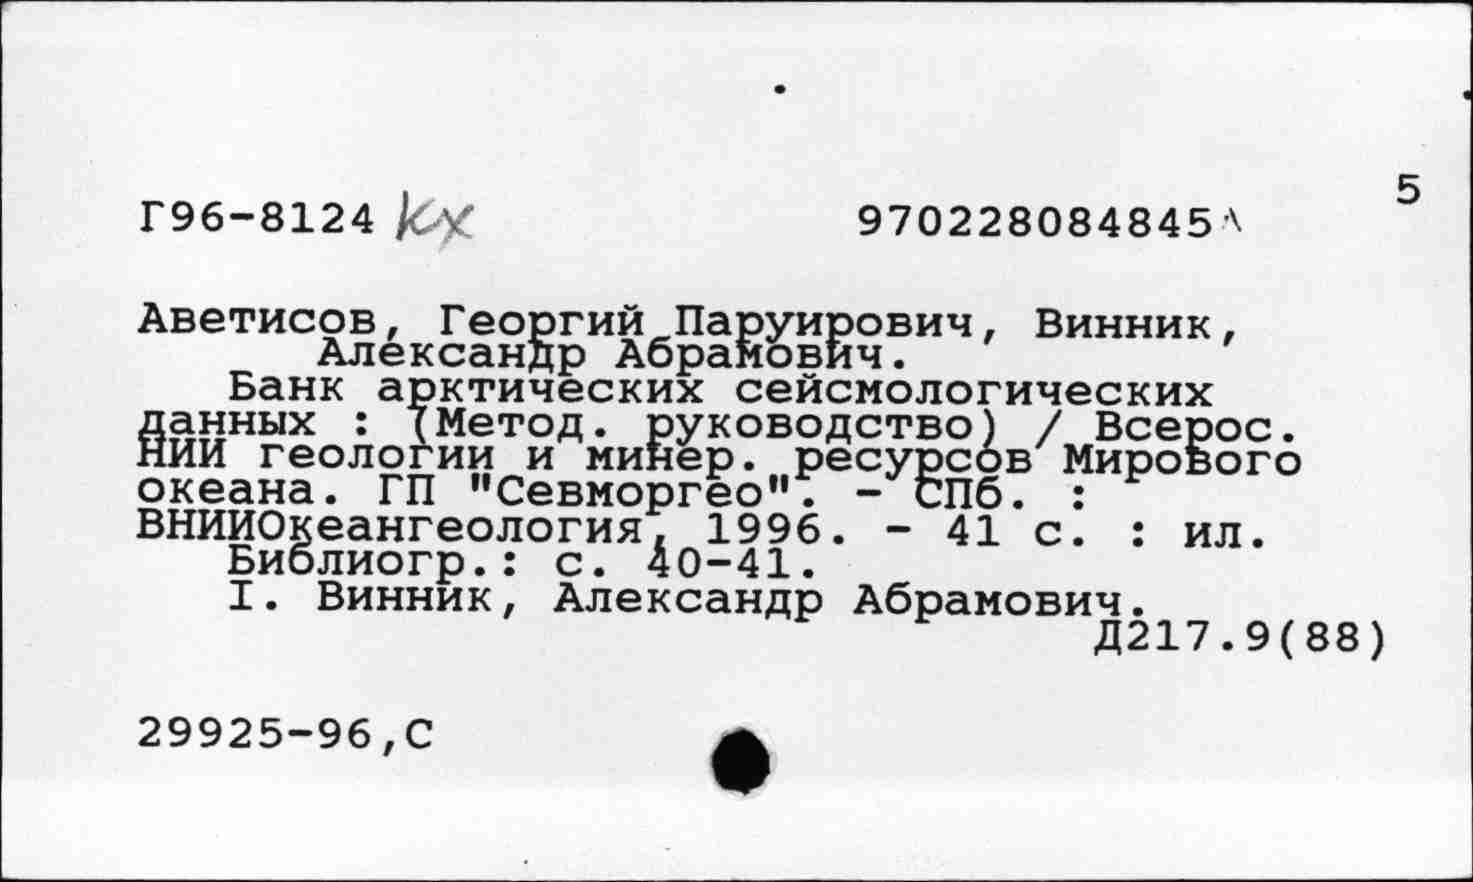 5
Г96-8124 кх 970228084845
Аветисов, Георгий Паруирович, Винник,
Александр Абрамович.
Банк арктических сейсмологических
данных : (Метод. руководство) / Всерос.
НИИ геологии и минер. ресурсов Мирового
океана. ГП "Севморгео". - СПб. :
ВНИИОкеангеология, 1996. - 41 с. : ил.
Библиогр.: с. 40-41.
I. Винник, Александр Абрамович.
Д217.9(88)
29925-96,С